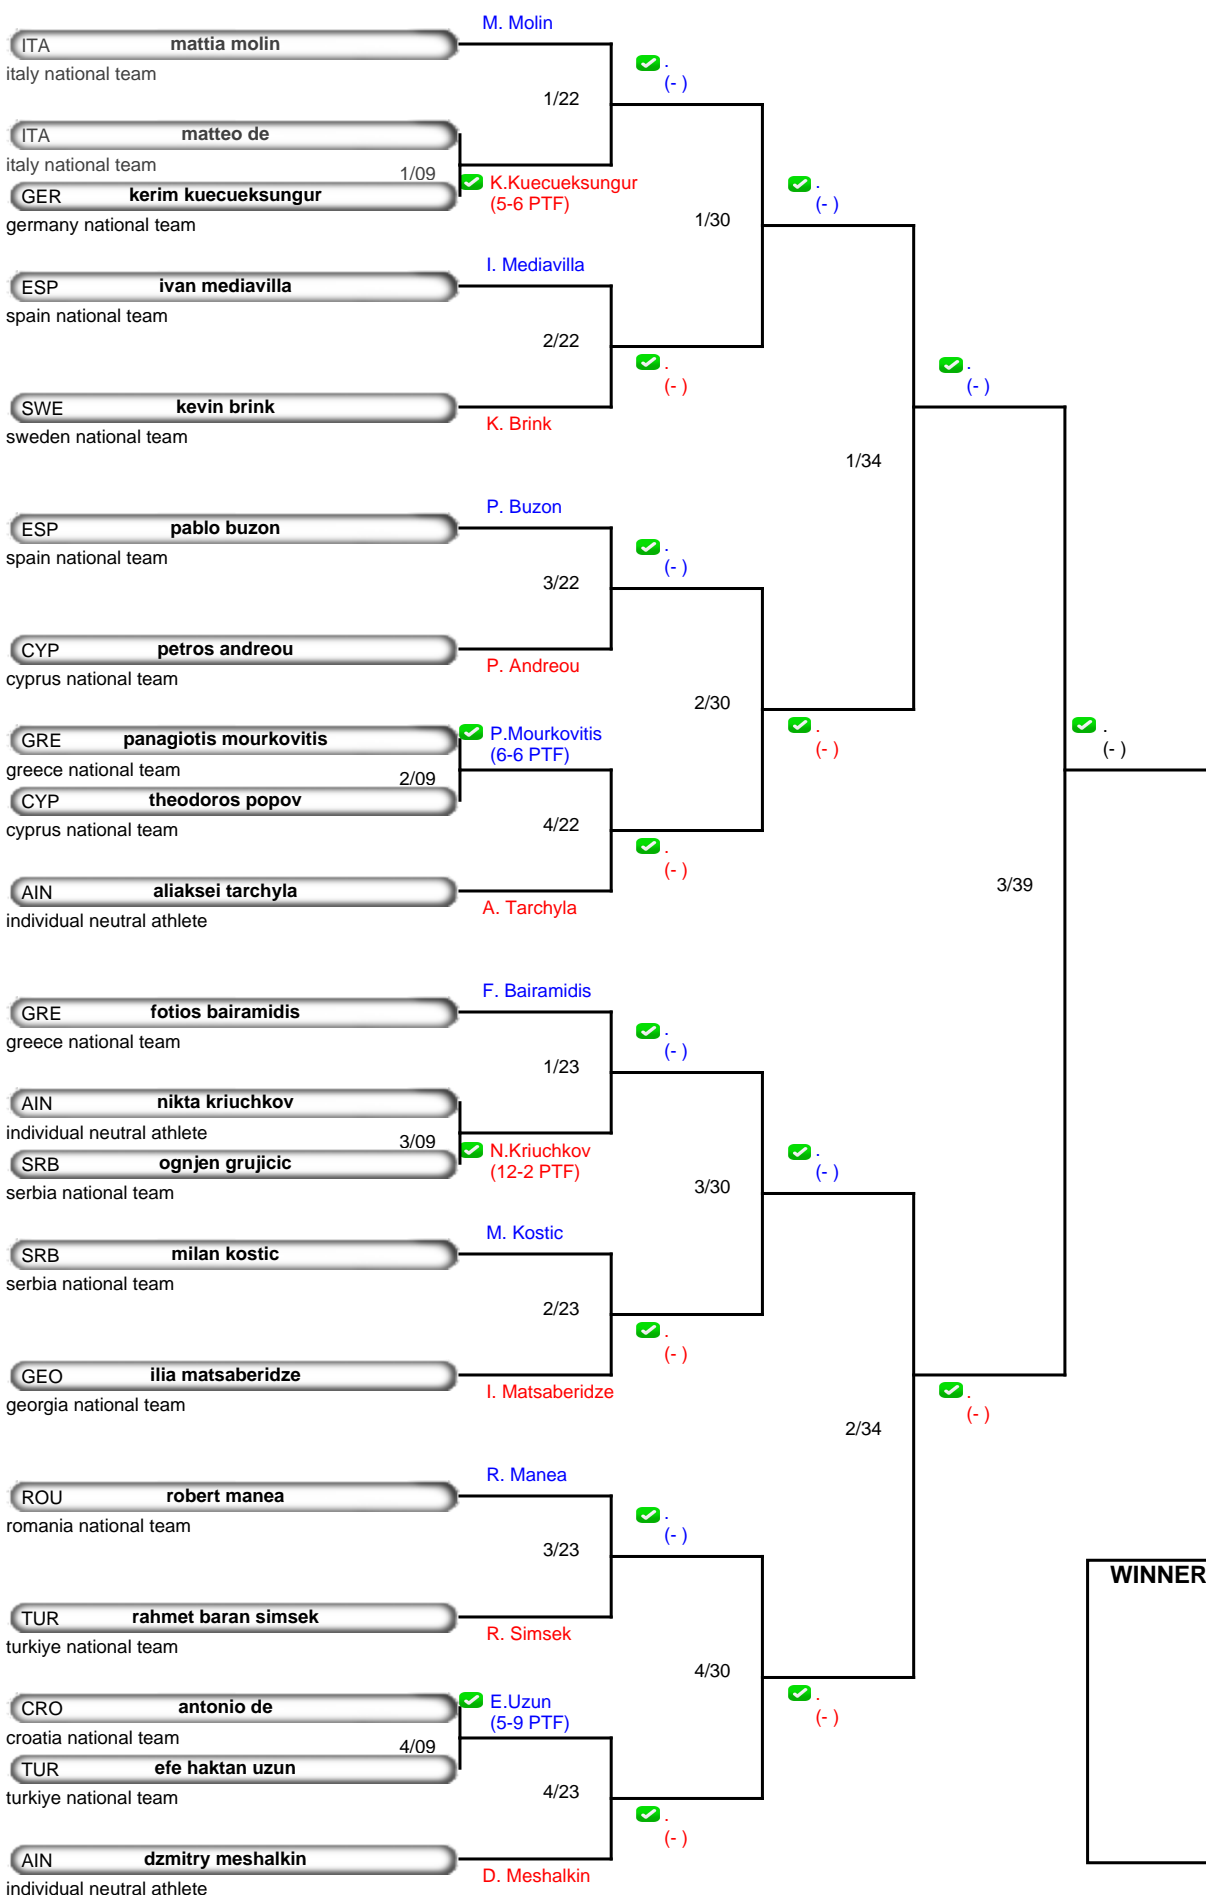 M. Molin
ITA mattia molin
italy national team
.
(- )
1/22
ITA matteo de
italy national team
1/09
K.Kuecueksungur
(5-6 PTF)
GER kerim kuecueksungur
germany national team
.
(- )
1/30
I. Mediavilla
ESP ivan mediavilla
spain national team
2/22
.
(- )
SWE kevin brink
sweden national team
K. Brink
.
(- )
1/34
P. Buzon
ESP pablo buzon
spain national team
.
(- )
3/22
CYP petros andreou
cyprus national team
P. Andreou
2/30
.
(- )
GRE panagiotis mourkovitis
greece national team
P.Mourkovitis
(6-6 PTF)
2/09
CYP theodoros popov
cyprus national team
4/22
.
(- )
.
(- )
AIN aliaksei tarchyla
individual neutral athlete
A. Tarchyla
3/39
F. Bairamidis
GRE fotios bairamidis
greece national team
.
(- )
1/23
AIN nikta kriuchkov
individual neutral athlete
3/09
N.Kriuchkov
(12-2 PTF)
SRB ognjen grujicic
serbia national team
.
(- )
3/30
M. Kostic
SRB milan kostic
serbia national team
2/23
.
(- )
GEO ilia matsaberidze
georgia national team
I. Matsaberidze
.
(- )
2/34
R. Manea
ROU robert manea
romania national team
.
(- )
3/23
WINNER
TUR rahmet baran simsek
turkiye national team
R. Simsek
4/30
.
(- )
CRO antonio de
croatia national team
E.Uzun
(5-9 PTF)
4/09
TUR efe haktan uzun
turkiye national team
4/23
.
(- )
AIN dzmitry meshalkin
individual neutral athlete
D. Meshalkin